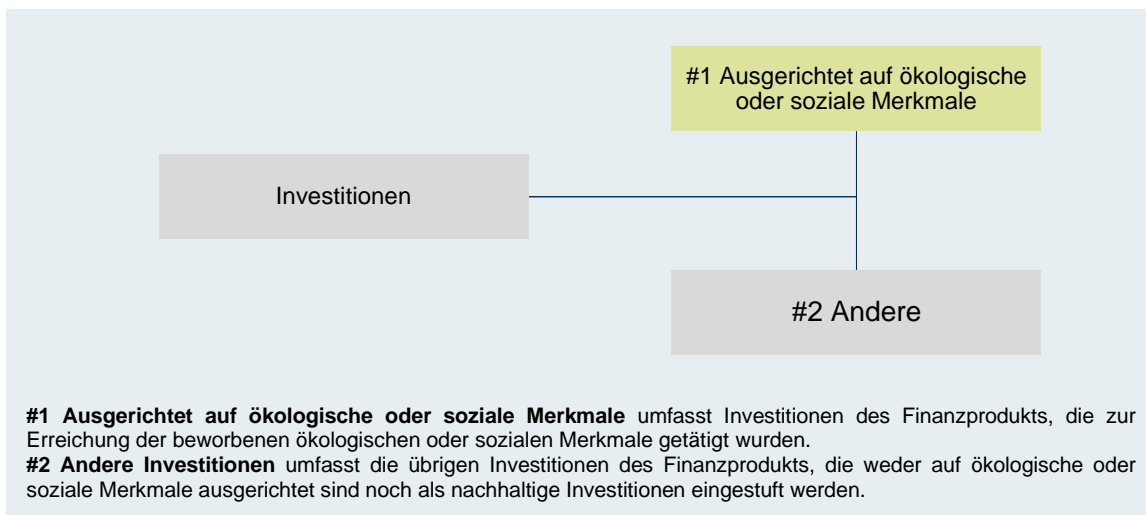 #1 Ausgerichtet auf ökologische
oder soziale Merkmale
Investitionen
#2 Andere
#1 Ausgerichtet auf ökologische oder soziale Merkmale umfasst Investitionen des Finanzprodukts, die zur
Erreichung der beworbenen ökologischen oder sozialen Merkmale getätigt wurden.
#2 Andere Investitionen umfasst die übrigen Investitionen des Finanzprodukts, die weder auf ökologische oder
soziale Merkmale ausgerichtet sind noch als nachhaltige Investitionen eingestuft werden.